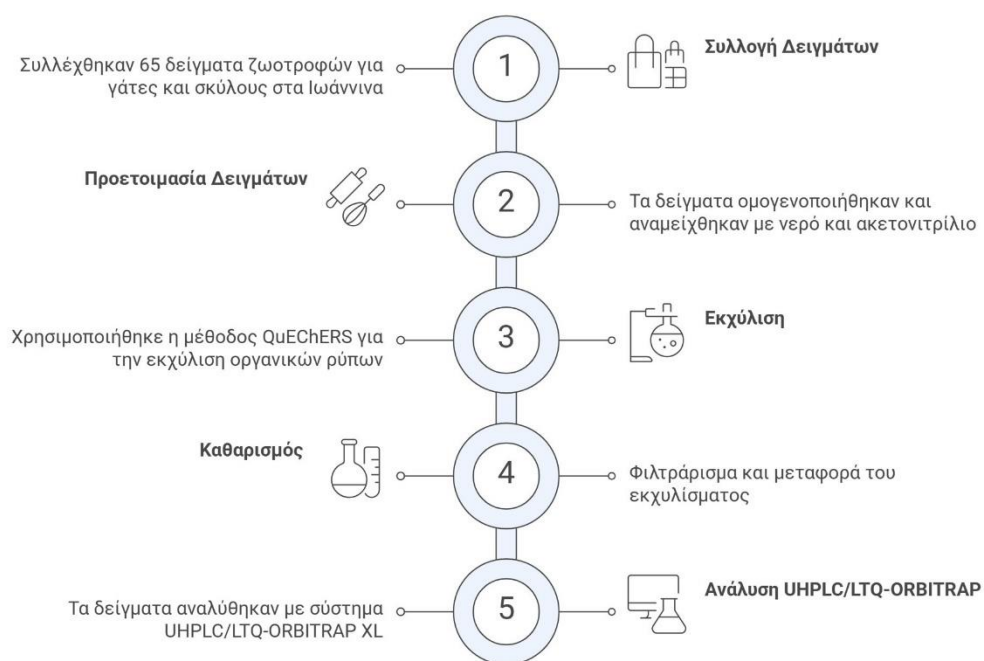 Συλλέχθηκαν 65 δείγματα ζωοτροφών για
γάτες και σκύλους στα Ιωάννινα
1
Συλλογή Δειγμάτων
Προετοιμασία Δειγμάτων
2
Τα δείγματα ομογενοποιήθηκαν και
αναμείχθηκαν με νερό και ακετονιτρίλιο
Χρησιμοποιήθηκε η μέθοδος QuEChERS για
την εκχύλιση οργανικών ρύπων
3
Εκχύλιση
Καθαρισμός
4
Φιλτράρισμα και μεταφορά του
εκχυλίσματος
Τα δείγματα αναλύθηκαν με σύστημα
UHPLC/LTQ-ORBITRAP XL
5
Ανάλυση UHPLC/LTQ-ORBITRAP